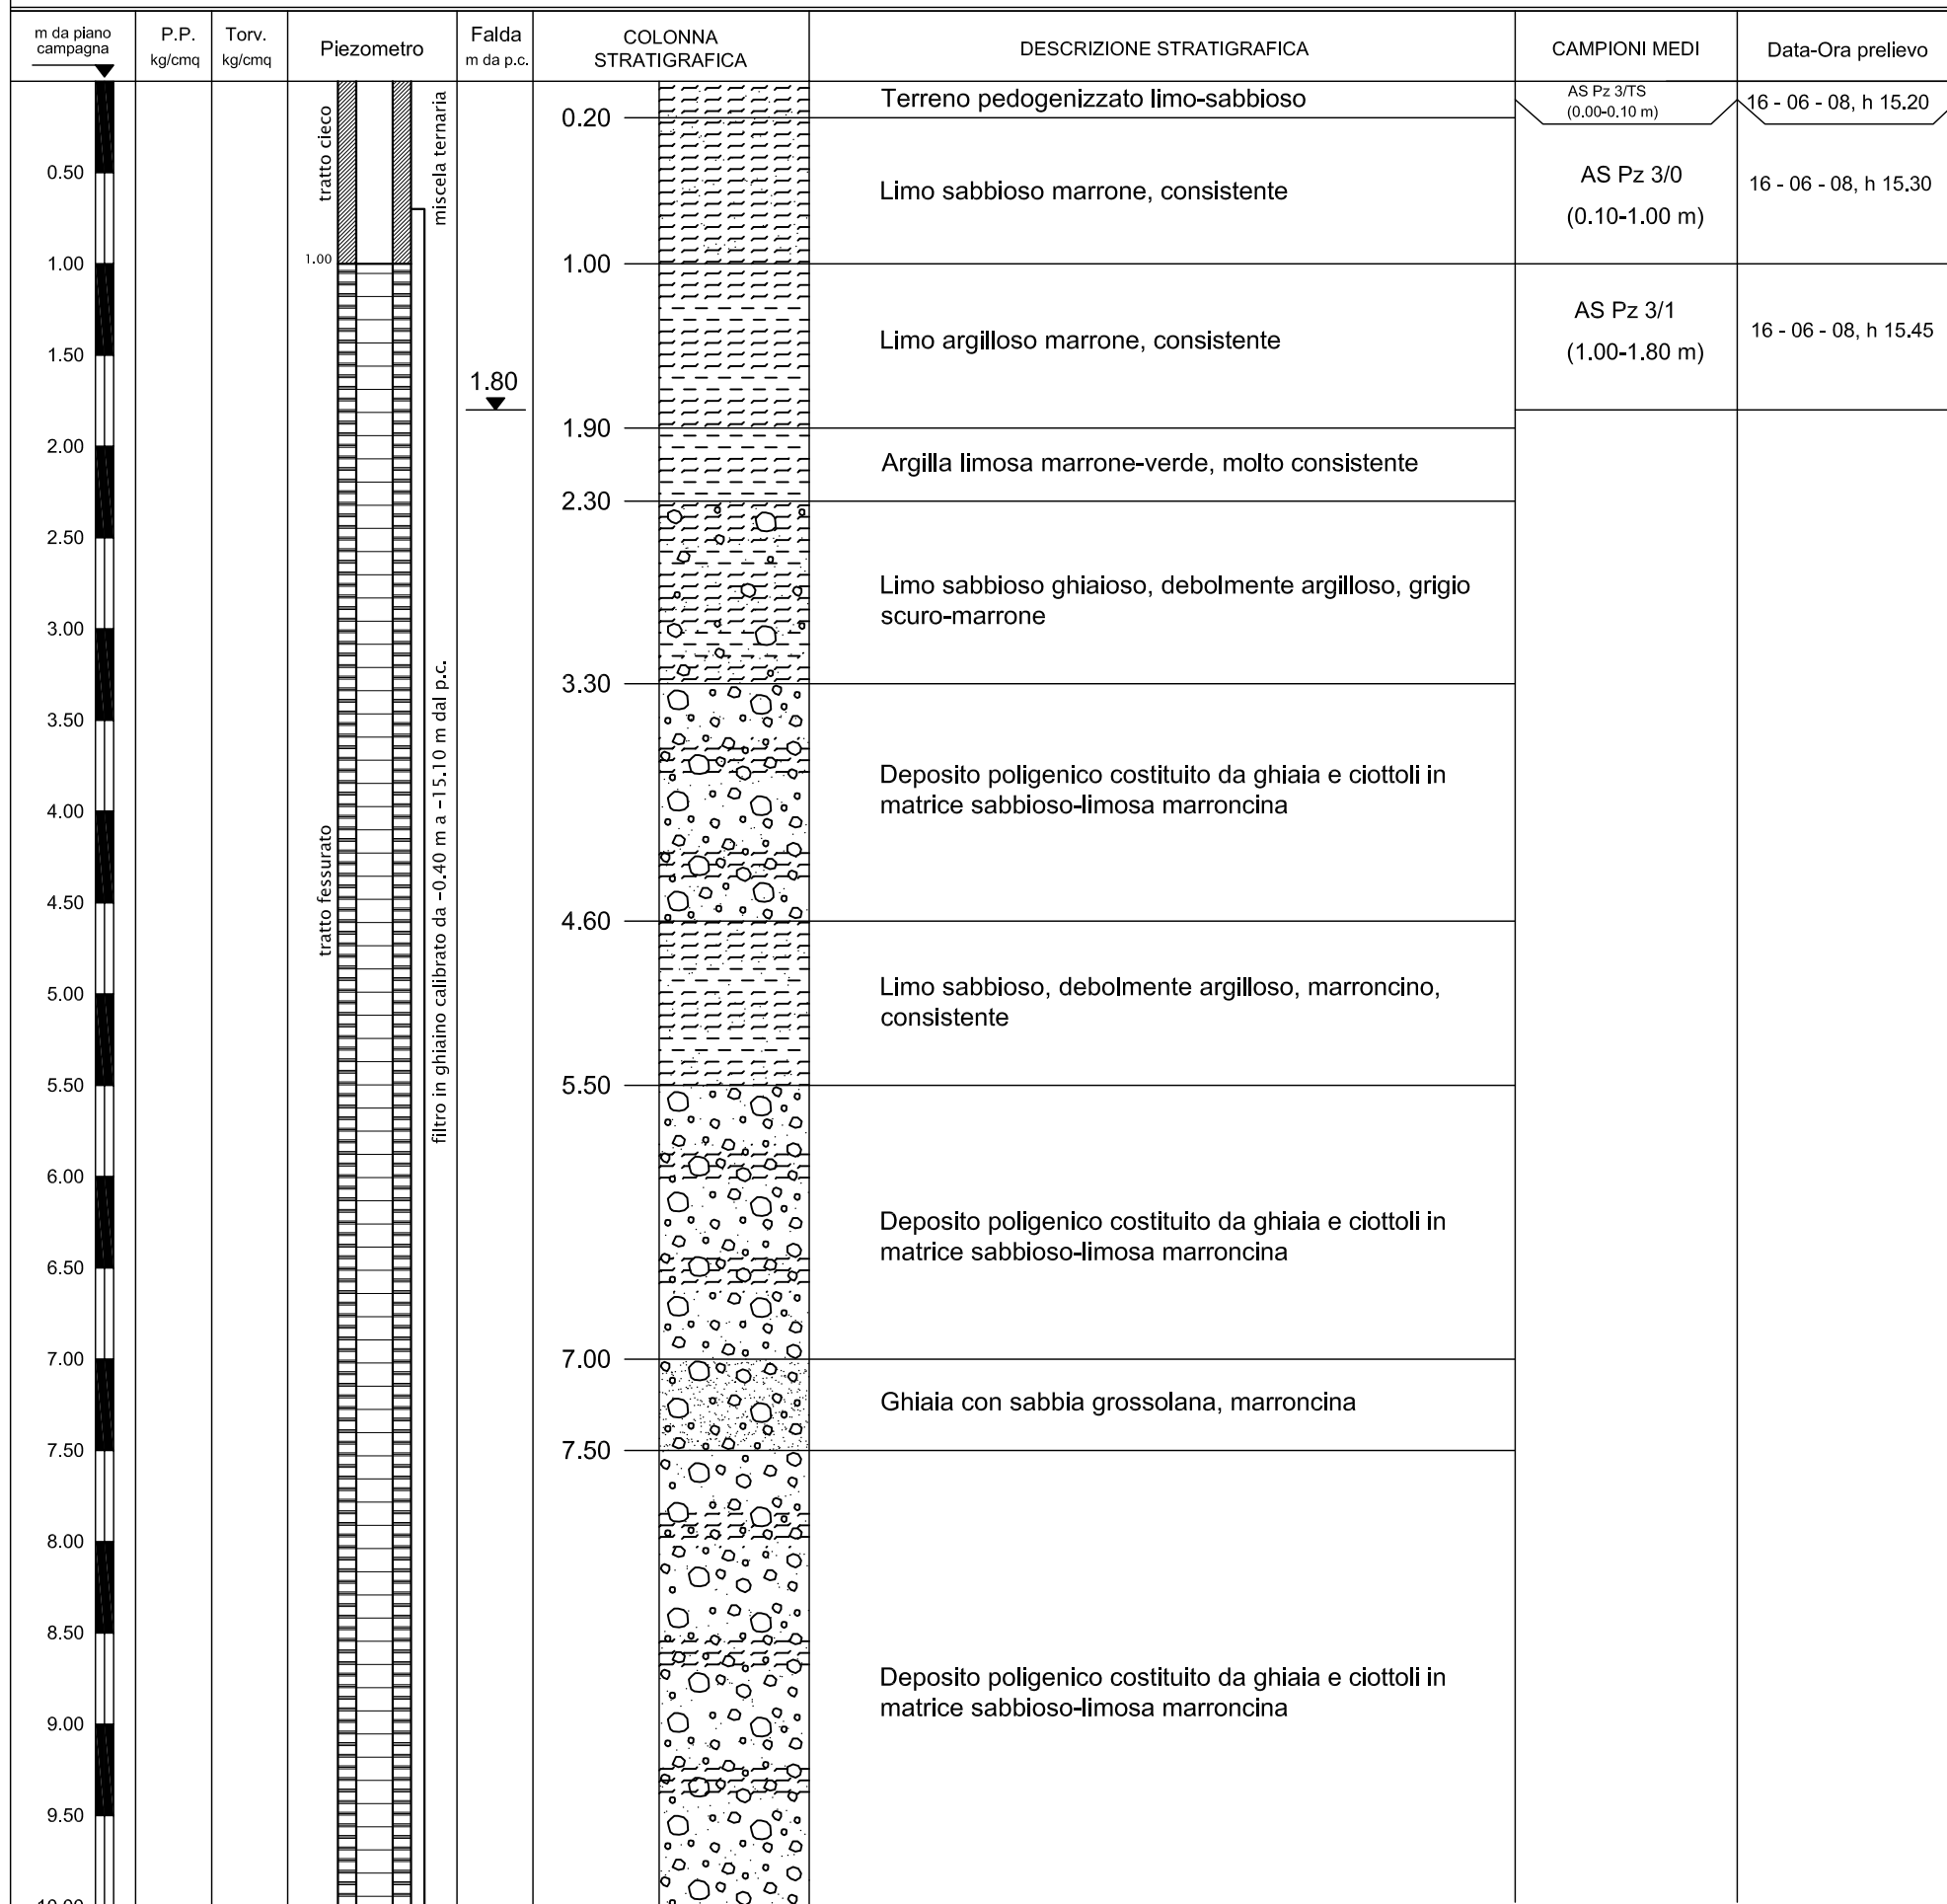 m da piano
campagna
P.P.
kg/cmq
Torv.
kg/cmq
Piezometro
Falda
m da p.c.
COLONNA
STRATIGRAFICA
DESCRIZIONE STRATIGRAFICA
CAMPIONI MEDI
Data-Ora prelievo
tratto cieco
miscela ternaria
1.00
tratto fessurato
filtro in ghiaino calibrato da -0.40 m a -15.10 m dal p.c.
1.80
Terreno pedogenizzato limo-sabbioso
AS Pz 3/TS
(0.00-0.10 m)
16 - 06 - 08, h 15.20
0.20
0.50
Limo sabbioso marrone, consistente
AS Pz 3/0
(0.10-1.00 m)
16 - 06 - 08, h 15.30
1.00
1.00
Limo argilloso marrone, consistente
AS Pz 3/1
(1.00-1.80 m)
16 - 06 - 08, h 15.45
1.50
1.90
2.00
Argilla limosa marrone-verde, molto consistente
2.30
2.50
Limo sabbioso ghiaioso, debolmente argilloso, grigio
scuro-marrone
3.00
3.30
3.50
Deposito poligenico costituito da ghiaia e ciottoli in
matrice sabbioso-limosa marroncina
4.00
4.50
4.60
Limo sabbioso, debolmente argilloso, marroncino,
consistente
5.00
5.50
5.50
Deposito poligenico costituito da ghiaia e ciottoli in
matrice sabbioso-limosa marroncina
6.00
6.50
7.00
7.00
Ghiaia con sabbia grossolana, marroncina
7.50
7.50
8.00
8.50
Deposito poligenico costituito da ghiaia e ciottoli in
matrice sabbioso-limosa marroncina
9.00
9.50